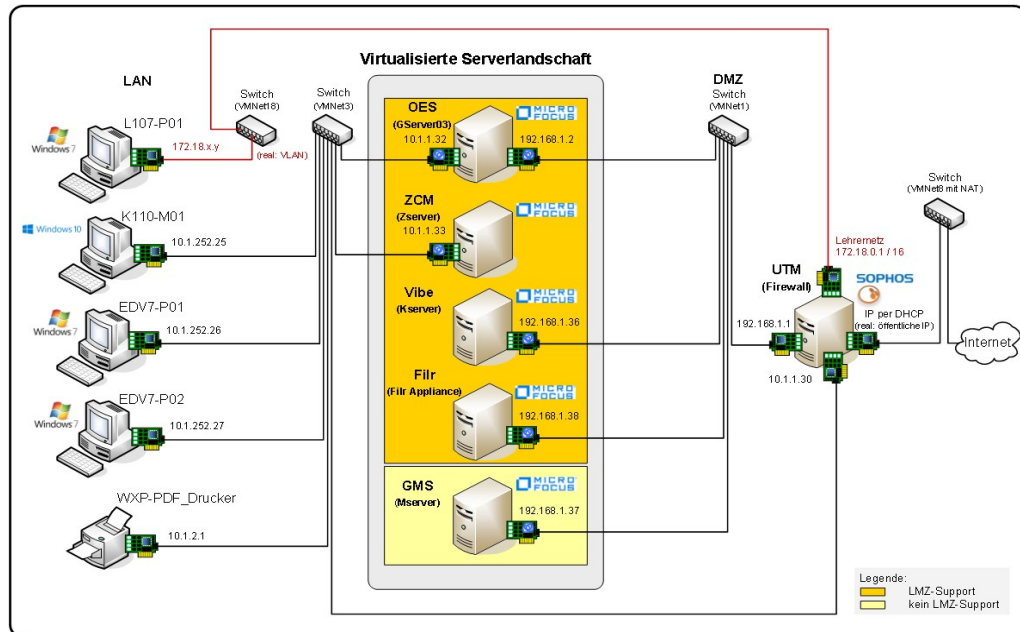 LAN
Virtualisierte Serverlandschaft
DMZ
Switch
(VMNet18)
(real: VLAN)
Switch
(VMNet3)
Switch
(VMNet1)
Switch
(VMNet8 mit NAT)
L107-P01
Windows 7
172.18.x.y
K110-M01
Windows 10
10.1.252.25
EDV7-P01
Windows 7
10.1.252.26
EDV7-P02
Windows 7
10.1.252.27
WXP-PDF_Drucker
10.1.2.1
OES
(GServer03)
MICRO FOCUS
10.1.1.32
192.168.1.2
ZCM
(Zserver)
MICRO FOCUS
10.1.1.33
Vibe
(Kserver)
MICRO FOCUS
192.168.1.36
Filr
(Filr Appliance)
MICRO FOCUS
192.168.1.38
GMS
(Mserver)
MICRO FOCUS
192.168.1.37
Lehrernetz
172.18.0.1 / 16
UTM
(Firewall)
SOPHOS
IP per DHCP
(real: öffentliche IP)
192.168.1.1
10.1.1.30
Internet
Legende:
LMZ-Support
kein LMZ-Support